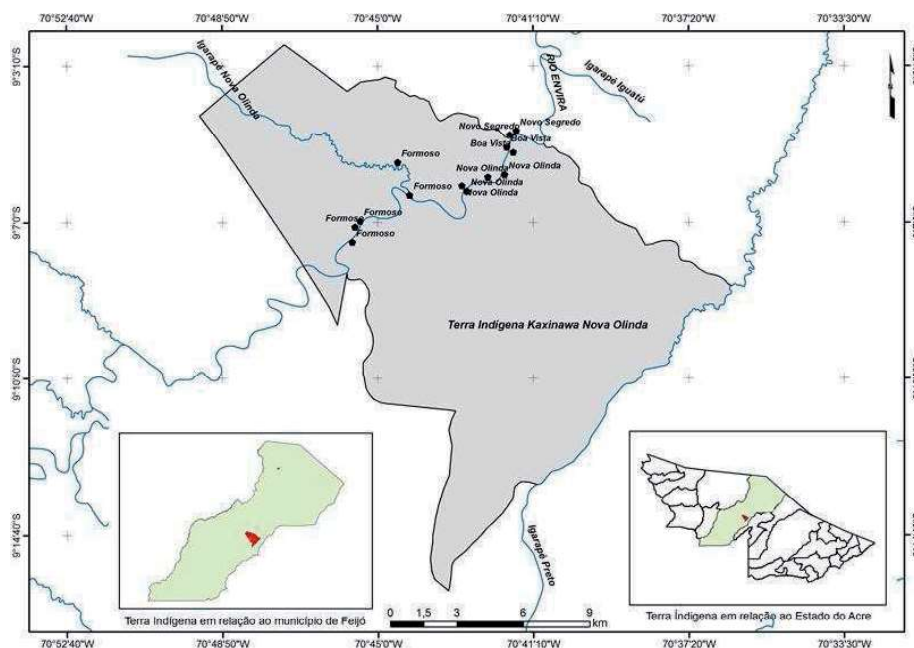 70°52'40"W 70°48'50"W 70°45'0"W 70°41'10"W 70°37'20"W 70°33'30"W
9°3'10"S
Igarapé Nova Olinda
RIO ENVIRA
Igarapé Iguatú
Novo Segredo
Novo Segredo
Boa Vista
Boa Vista
Formoso
Nova Olinda
Nova Olinda
Nova Olinda
Nova Olinda
Formoso
Formoso
Formoso
Formoso
9°7'0"S
Terra Indígena Kaxinawa Nova Olinda
9°10'50"S
9°14'40"S
Igarapé Preto
0 1,5 3 6 9
km
Terra Indígena em relação ao município de Feijó
Terra Índigena em relação ao Estado do Acre
70°52'40"W 70°48'50"W 70°45'0"W 70°41'10"W 70°37'20"W 70°33'30"W